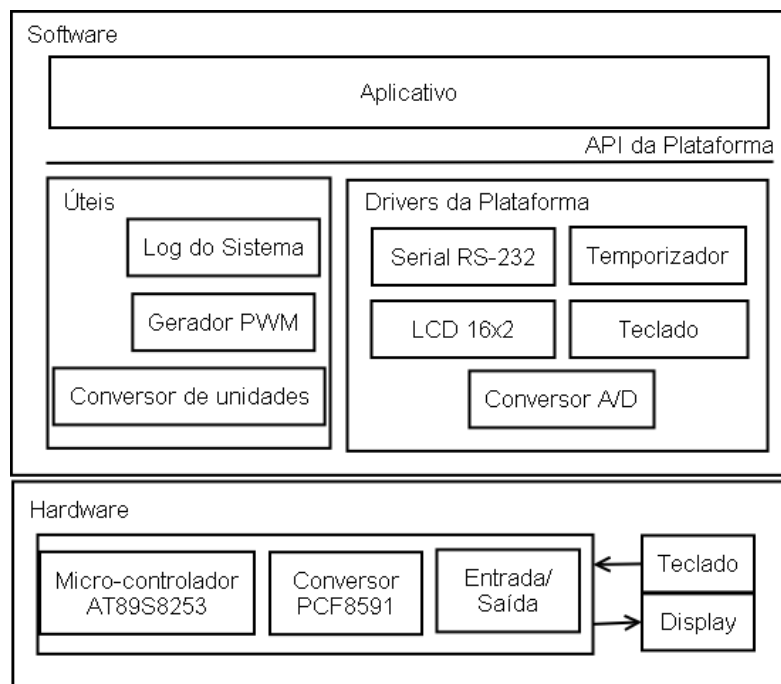 Software
Aplicativo
API da Plataforma
Úteis
Log do Sistema
Gerador PWM
Conversor de unidades
Drivers da Plataforma
Serial RS-232
Temporizador
LCD 16x2
Teclado
Conversor A/D
Hardware
Micro-controlador
AT89S8253
Conversor
PCF8591
Entrada/
Saída
Teclado
Display